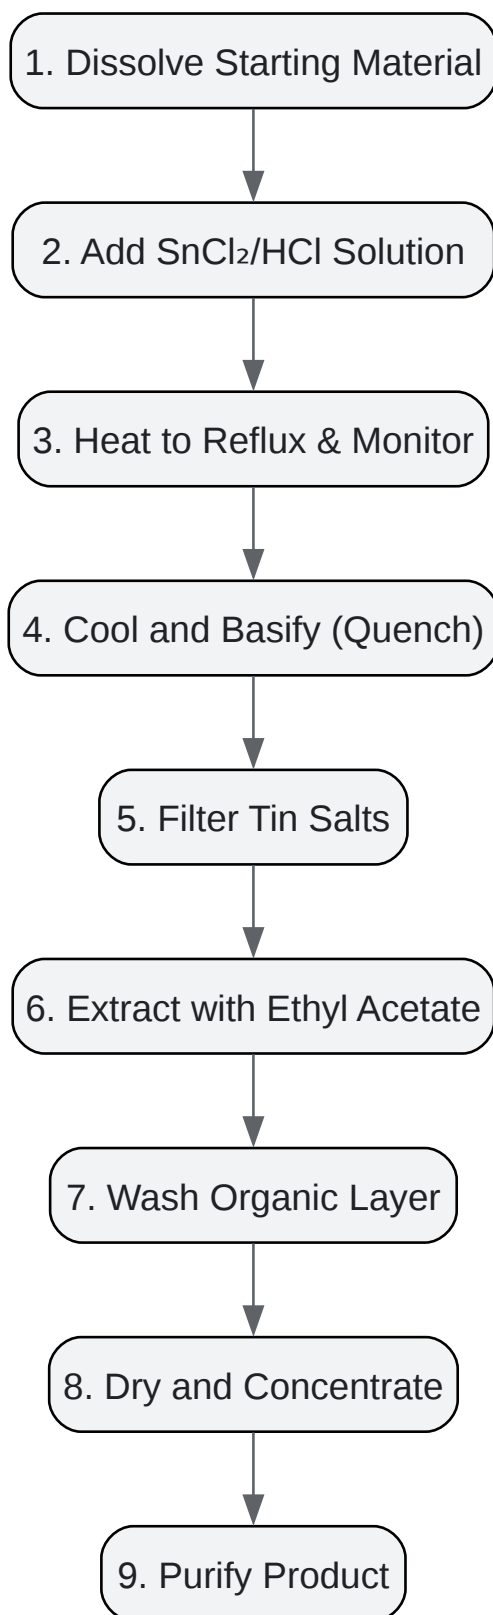 1. Dissolve Starting Material
2. Add SnCl₂/HCl Solution
3. Heat to Reflux & Monitor
4. Cool and Basify (Quench)
5. Filter Tin Salts
6. Extract with Ethyl Acetate
7. Wash Organic Layer
8. Dry and Concentrate
9. Purify Product